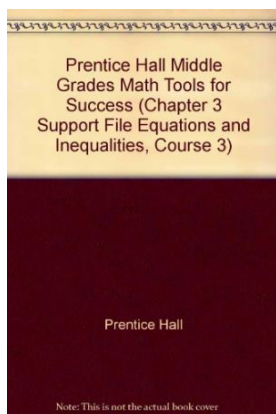 Prentice Hall Middle
Grades Math Tools for
Success (Chapter 3
Support File Equations and
Inequalities, Course 3)
Prentice Hall
Note: This is not the actual book cover